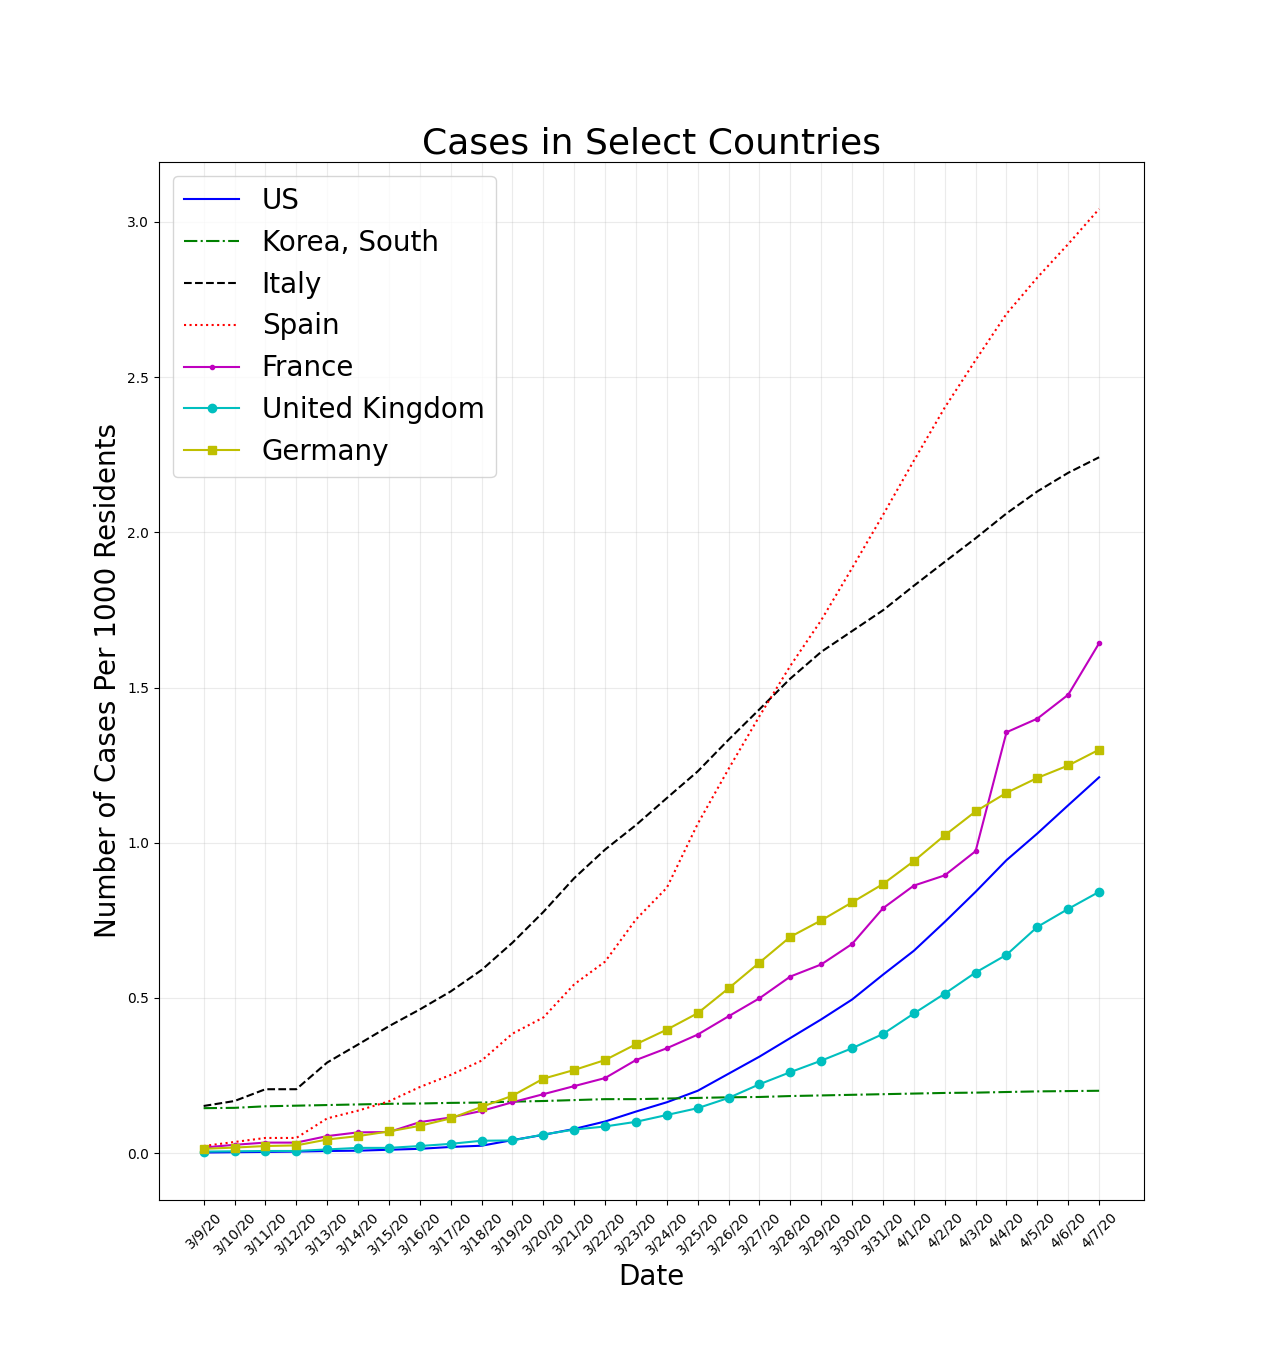 Cases in Select Countries
US
Korea, South
Italy
Spain
France
United Kingdom
Germany
Number of Cases Per 1000 Residents
3.0
2.5
2.0
1.5
1.0
0.5
0.0
3/9/20 3/10/20 3/11/20 3/12/20 3/13/20 3/14/20 3/15/20 3/16/20 3/17/20 3/18/20 3/19/20 3/20/20 3/21/20 3/22/20 3/23/20 3/24/20 3/25/20 3/26/20 3/27/20 3/28/20 3/29/20 3/30/20 3/31/20 4/1/20 4/2/20 4/3/20 4/4/20 4/5/20 4/6/20 4/7/20
Date